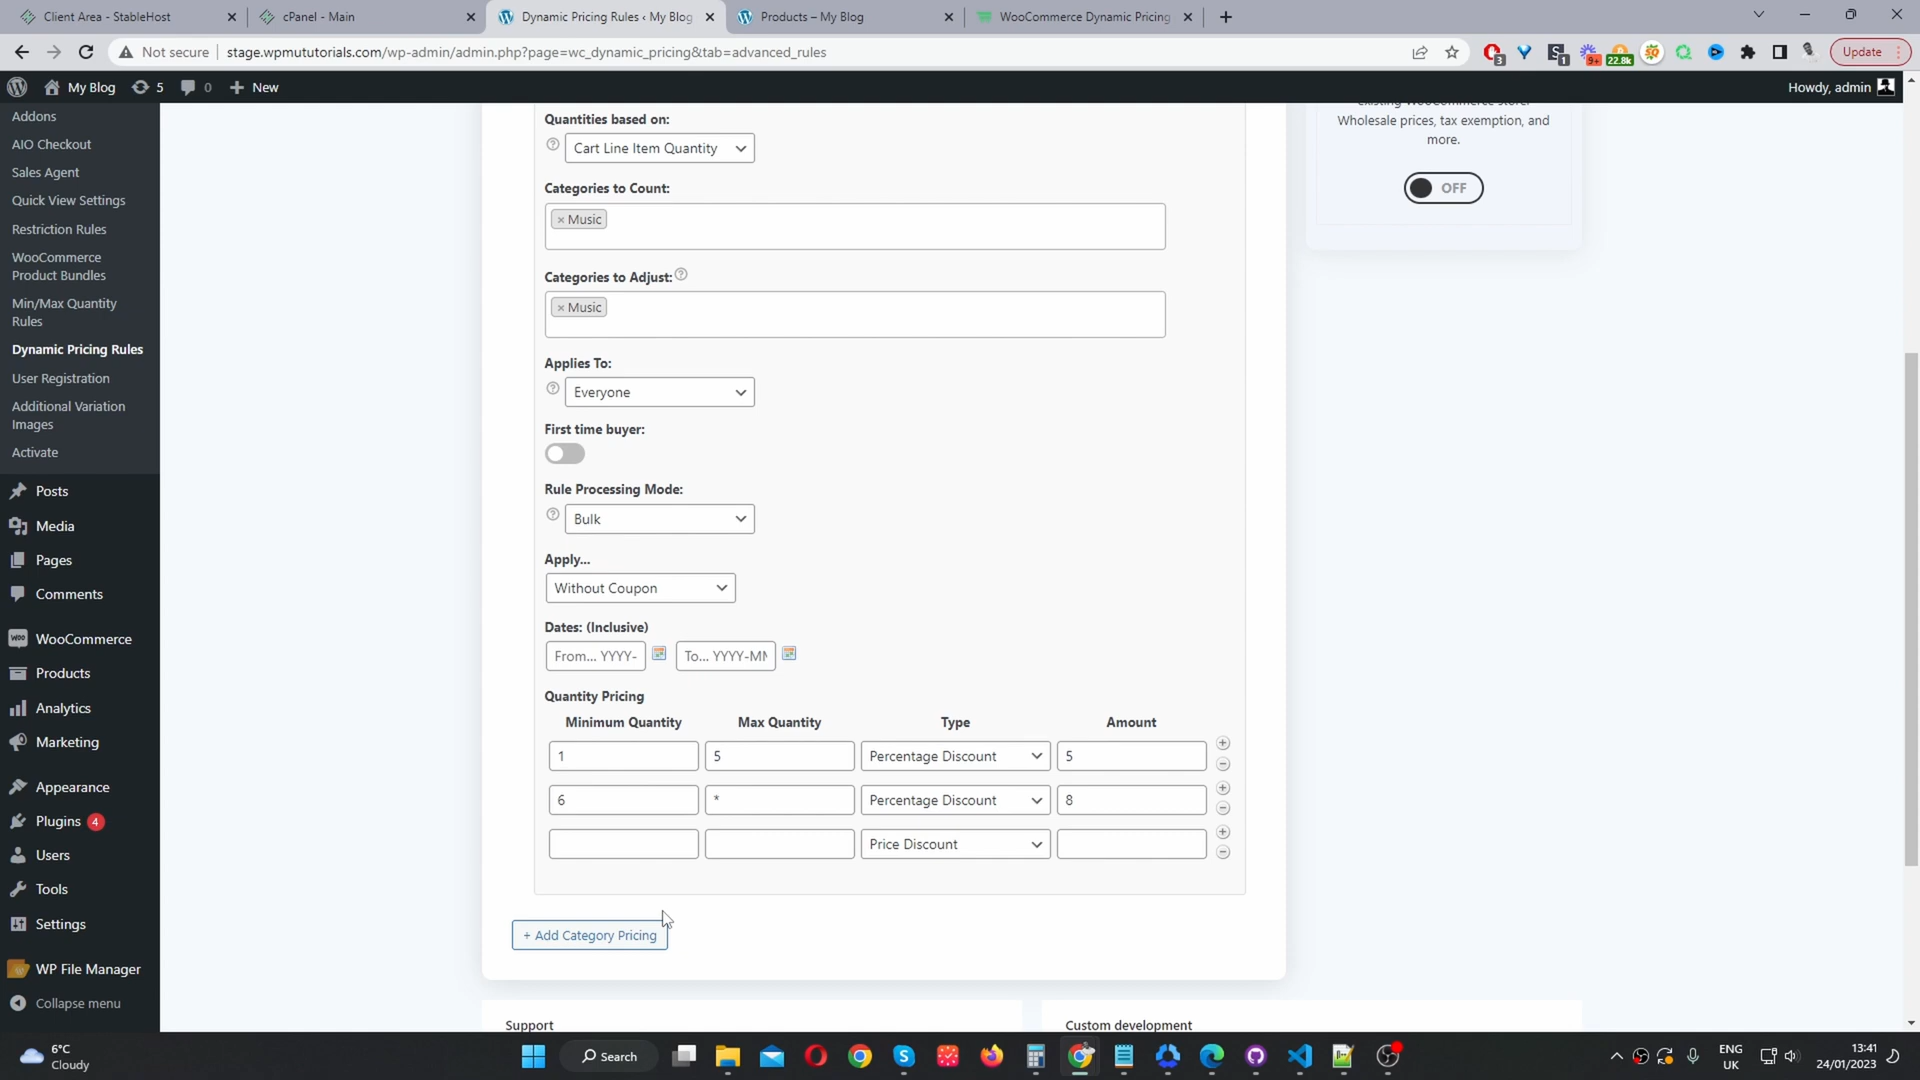 Client Area - StableHost
cPanel - Main
Dynamic Pricing Rules ‹ My Blog
Products – My Blog
WooCommerce Dynamic Pricing
Not secure
stage.wpmututorials.com/wp-admin/admin.php?page=wc_dynamic_pricing&tab=advanced_rules
3
1
9+
22.8k
Update
My Blog
5
0
New
Howdy, admin
Addons
AIO Checkout
Sales Agent
Quick View Settings
Restriction Rules
WooCommerce
Product Bundles
Min/Max Quantity
Rules
Dynamic Pricing Rules
User Registration
Additional Variation
Images
Activate
Posts
Media
Pages
Comments
WooCommerce
Products
Analytics
Marketing
Appearance
Plugins 4
Users
Tools
Settings
WP File Manager
Collapse menu
Quantities based on:
Cart Line Item Quantity
Categories to Count:
× Music
Categories to Adjust:
× Music
Applies To:
Everyone
First time buyer:
Rule Processing Mode:
Bulk
Apply...
Without Coupon
Dates: (Inclusive)
From... YYYY-
To... YYYY-MM
Quantity Pricing
Minimum Quantity Max Quantity Type Amount
1 5 Percentage Discount 5
6 * Percentage Discount 8
Price Discount
+ Add Category Pricing
existing WooCommerce store.
Wholesale prices, tax exemption, and
more.
OFF
Support
Custom development
6°C
Cloudy
Search
ENG
UK
13:41
24/01/2023